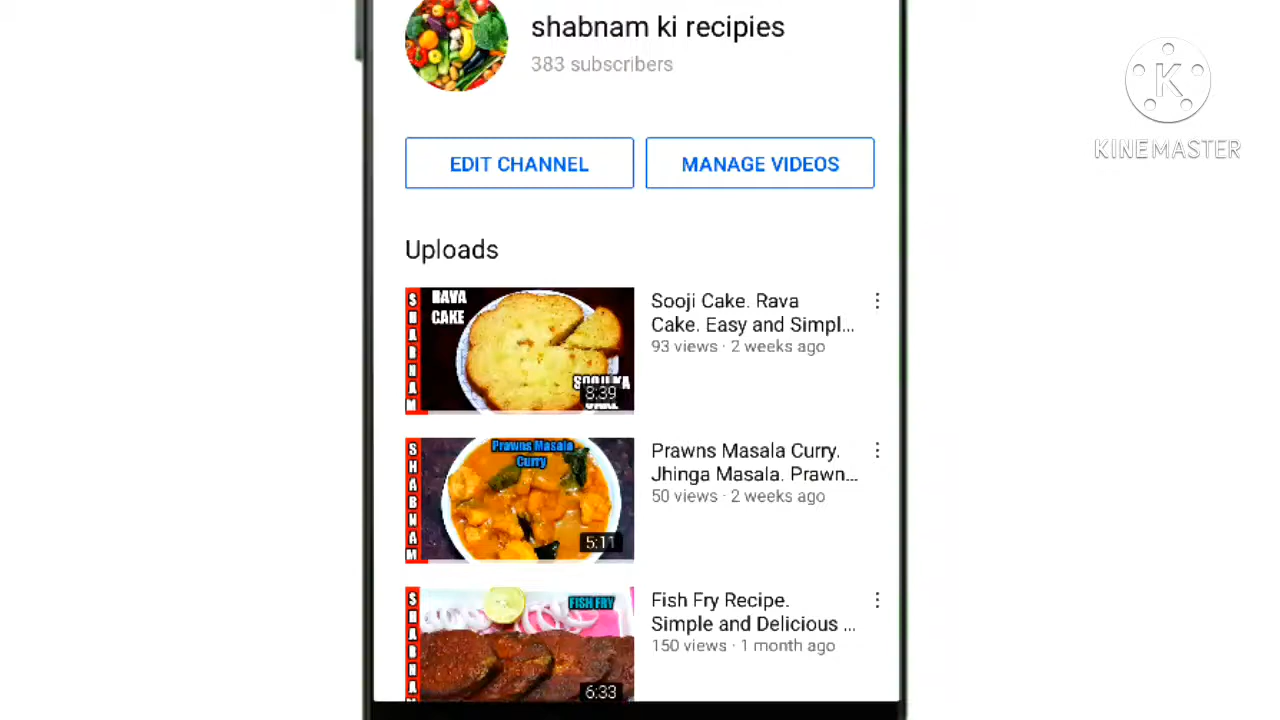 shabnam ki recipies
383 subscribers
K
KINEMASTER
EDIT CHANNEL
MANAGE VIDEOS
Uploads
SHABNAM
RAVA
CAKE
8:39
Sooji Cake. Rava
Cake. Easy and Simpl...
93 views · 2 weeks ago
SHABNAM
Prawns Masala
Curry
5:11
Prawns Masala Curry.
Jhinga Masala. Prawn...
50 views · 2 weeks ago
SHABNA
FISH FRY
6:33
Fish Fry Recipe.
Simple and Delicious ...
150 views · 1 month ago